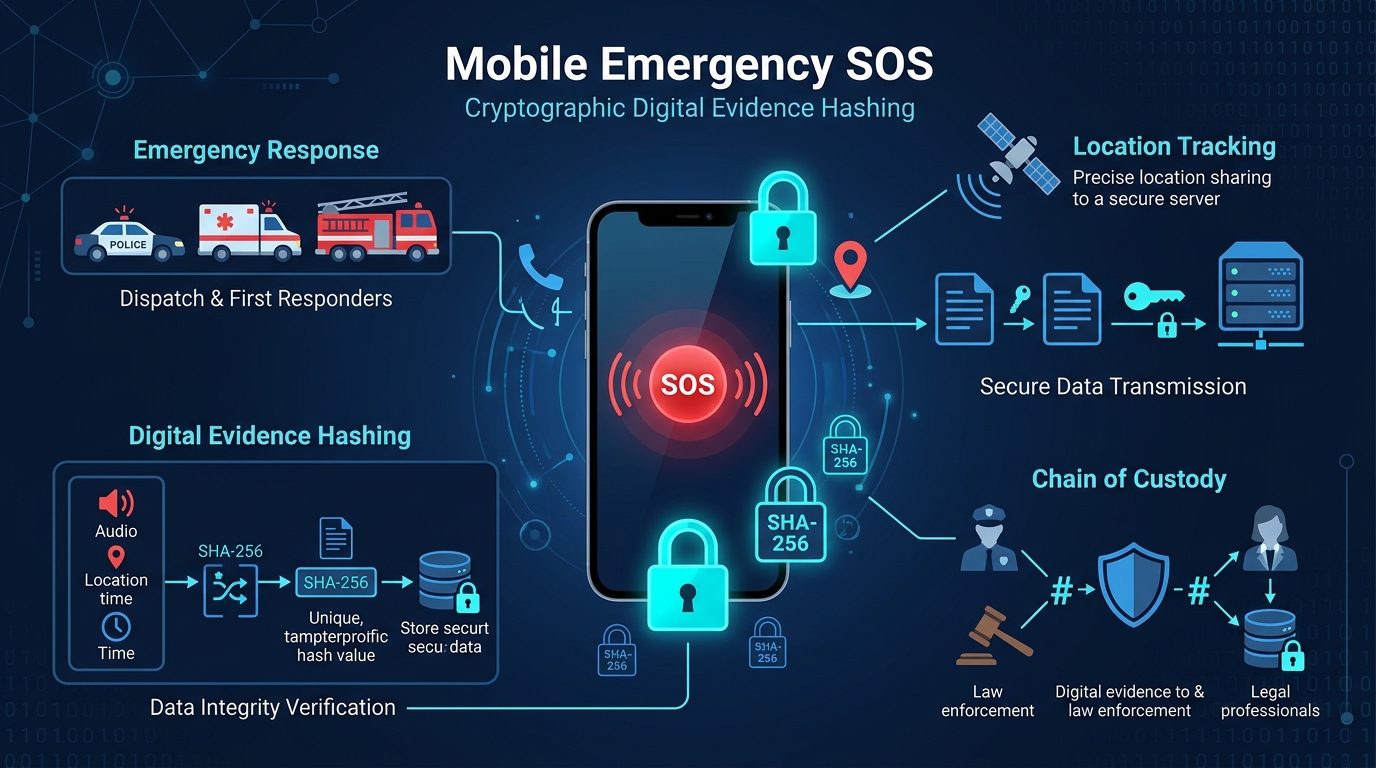 Mobile Emergency SOS
Cryptographic Digital Evidence Hashing
Emergency Response
POLICE
Dispatch & First Responders
Location Tracking
Precise location sharing
to a secure server
SOS
Secure Data Transmission
Digital Evidence Hashing
Audio
Location
time
Time
SHA-256
SHA-256
Unique,
tampterprolfic
hash value
Store securt
secu: data
Data Integrity Verification
SHA-
256
SHA-
256
SHA-
256
SHA-
256
Chain of Custody
#
#
Law
enforcement
Digital evidence to &
law enforcement
Legal
professionals